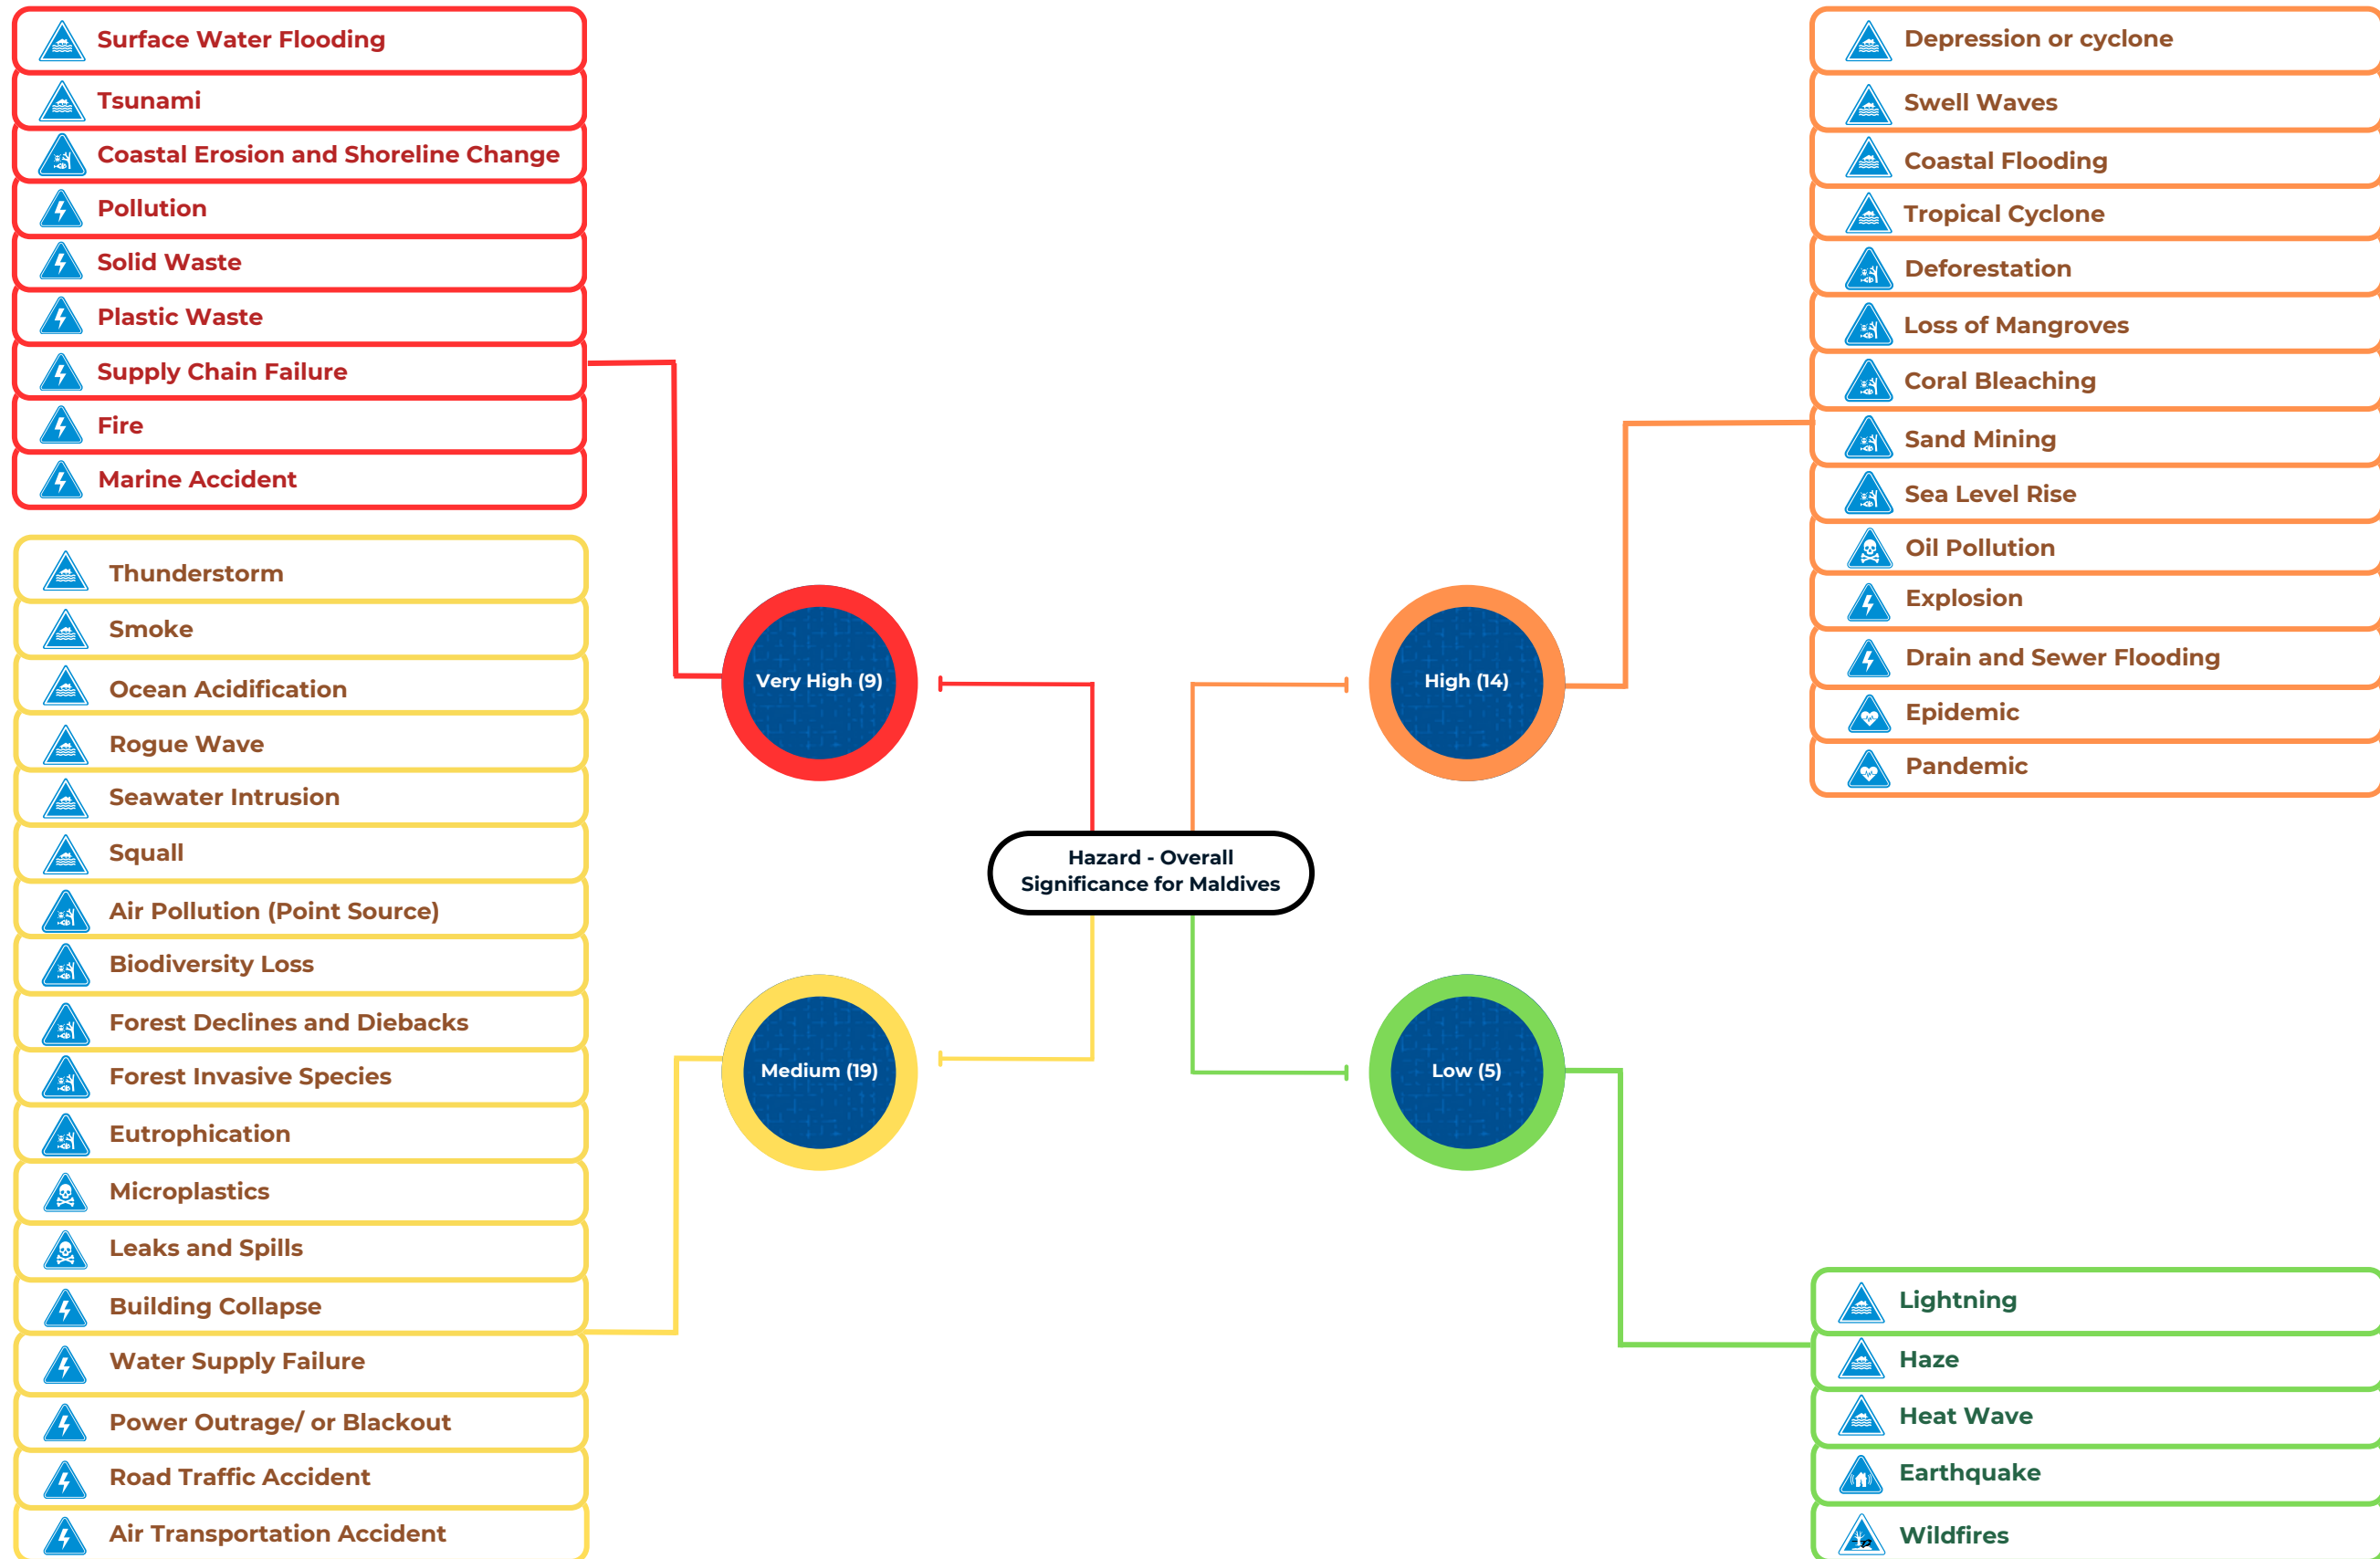 Surface Water Flooding
Tsunami
Coastal Erosion and Shoreline Change
Pollution
Solid Waste
Plastic Waste
Supply Chain Failure
Fire
Marine Accident
Thunderstorm
Smoke
Ocean Acidification
Rogue Wave
Seawater Intrusion
Squall
Air Pollution (Point Source)
Biodiversity Loss
Forest Declines and Diebacks
Forest Invasive Species
Eutrophication
Microplastics
Leaks and Spills
Building Collapse
Water Supply Failure
Power Outrage/ or Blackout
Road Traffic Accident
Air Transportation Accident
Very High (9)
High (14)
Hazard - Overall
Significance for Maldives
Medium (19)
Low (5)
Depression or cyclone
Swell Waves
Coastal Flooding
Tropical Cyclone
Deforestation
Loss of Mangroves
Coral Bleaching
Sand Mining
Sea Level Rise
Oil Pollution
Explosion
Drain and Sewer Flooding
Epidemic
Pandemic
Lightning
Haze
Heat Wave
Earthquake
Wildfires